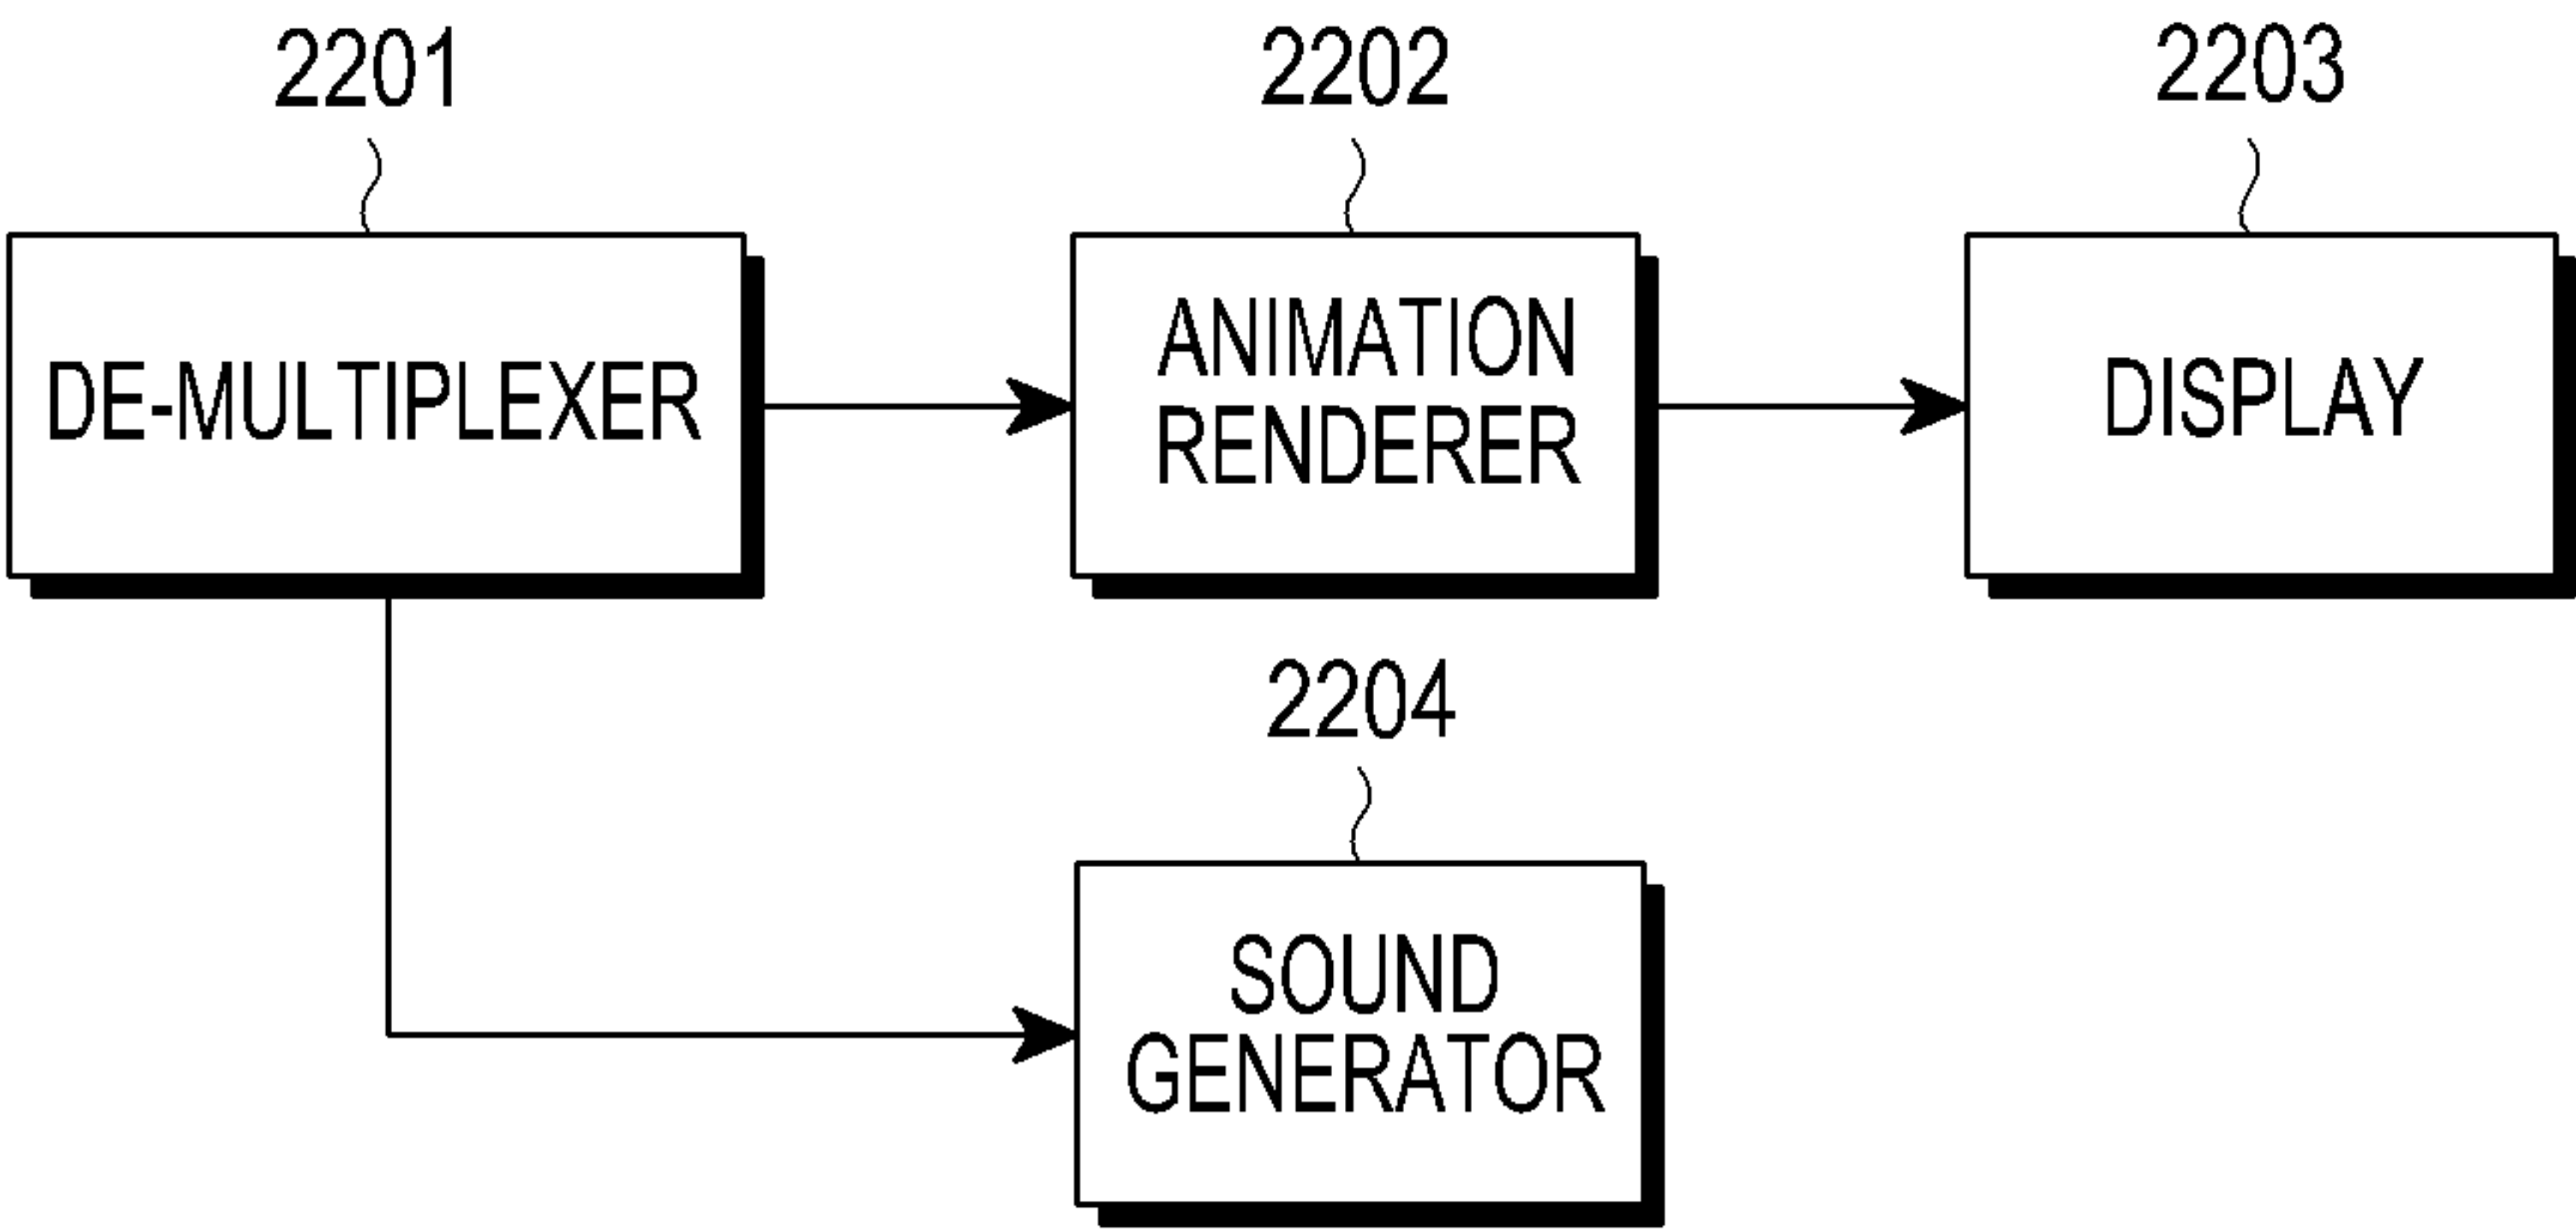 2201
2202
2203
DE-MULTIPLEXER
ANIMATION
RENDERER
DISPLAY
2204
SOUND
GENERATOR